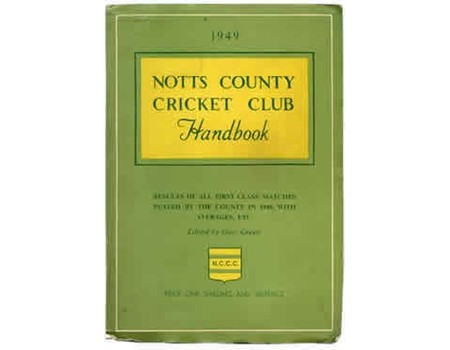 1949
NOTTS COUNTY
CRICKET CLUB
Handbook
RESULTS OF ALL FIRST CLASS MATCHES
PLAYED BY THE COUNTY IN 1948, WITH
AVERAGES, ETC
Edited by
N.C.C.C.
PRICE ONE SHILLING AND SIXPENCE